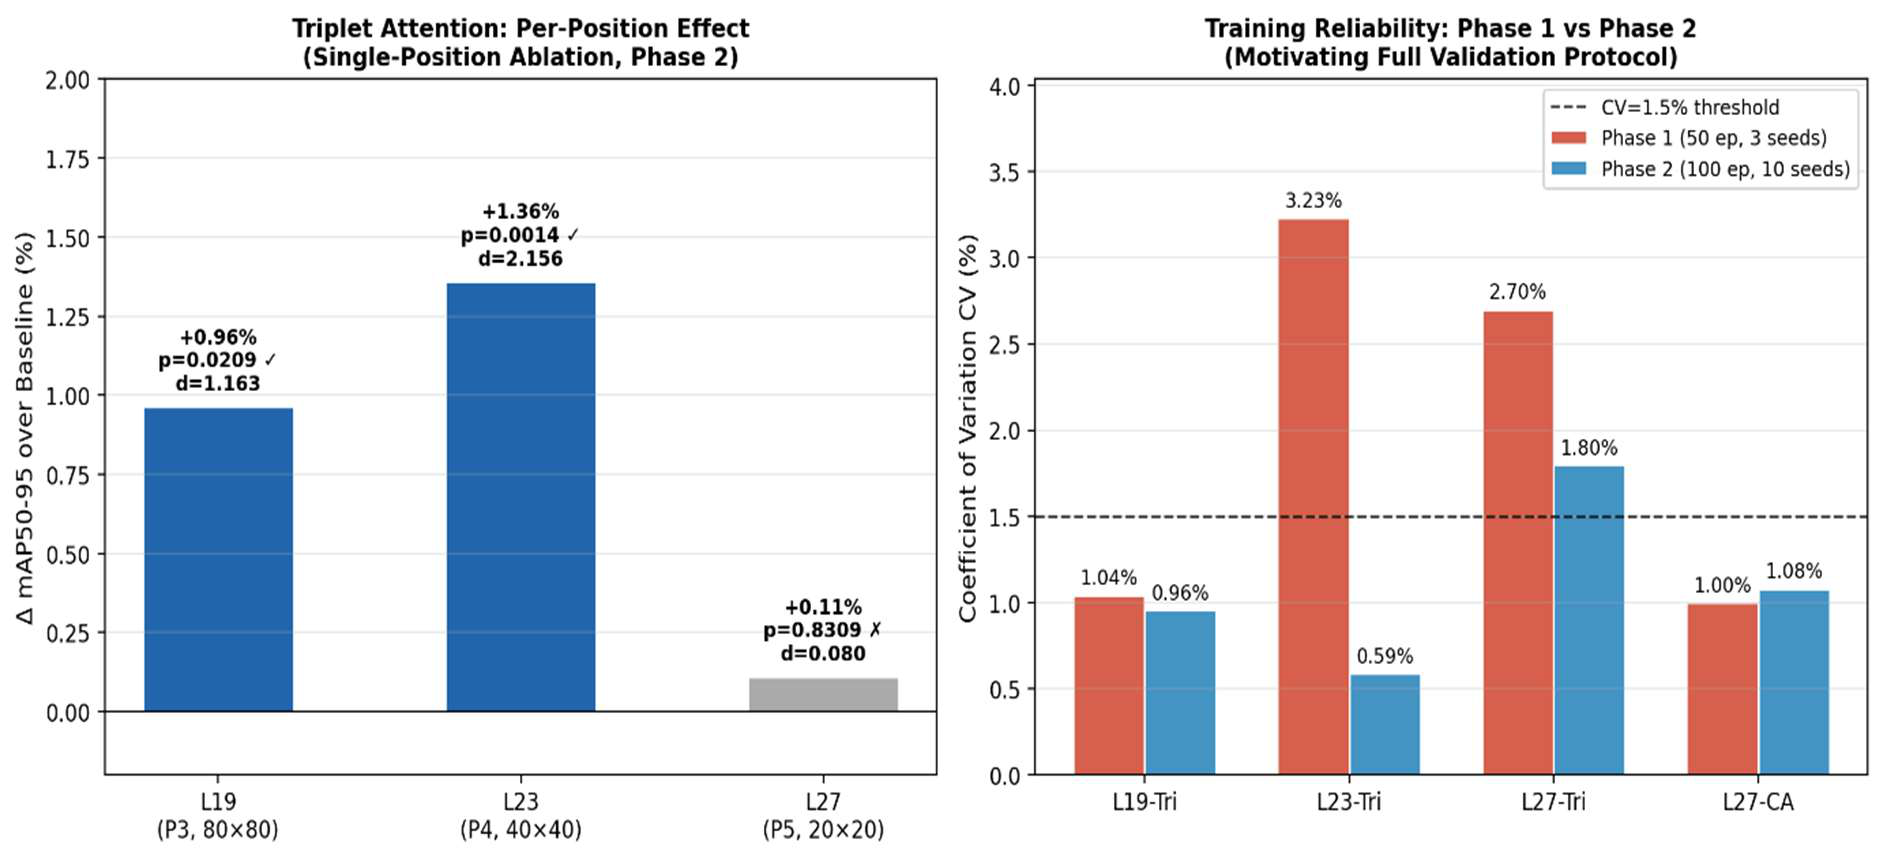 Triplet Attention: Per-Position Effect
(Single-Position Ablation, Phase 2)
Δ mAP50-95 over Baseline (%)
2.00
1.75
1.50
1.25
1.00
0.75
0.50
0.25
0.00
+0.96%
p=0.0209 ✓
d=1.163
+1.36%
p=0.0014 ✓
d=2.156
+0.11%
p=0.8309 ✗
d=0.080
L19
(P3, 80×80)
L23
(P4, 40×40)
L27
(P5, 20×20)
Training Reliability: Phase 1 vs Phase 2
(Motivating Full Validation Protocol)
Coefficient of Variation CV (%)
4.0
3.5
3.0
2.5
2.0
1.5
1.0
0.5
0.0
CV=1.5% threshold
Phase 1 (50 ep, 3 seeds)
Phase 2 (100 ep, 10 seeds)
1.04%
0.96%
3.23%
0.59%
2.70%
1.80%
1.00%
1.08%
L19-Tri
L23-Tri
L27-Tri
L27-CA